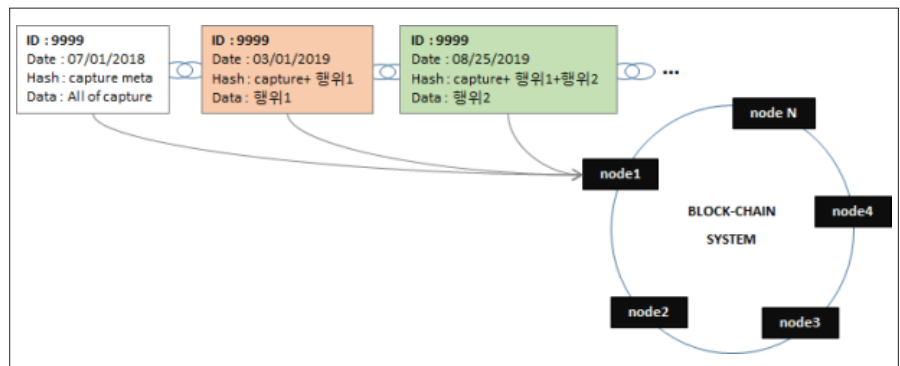 ID : 9999
Date : 07/01/2018
Hash : capture meta
Data : All of capture
ID : 9999
Date : 03/01/2019
Hash : capture+ 행위1
Data : 행위1
ID : 9999
Date : 08/25/2019
Hash : capture+ 행위1+행위2
Data : 행위2
...
node N
node1
node4
BLOCK-CHAIN
SYSTEM
node2
node3